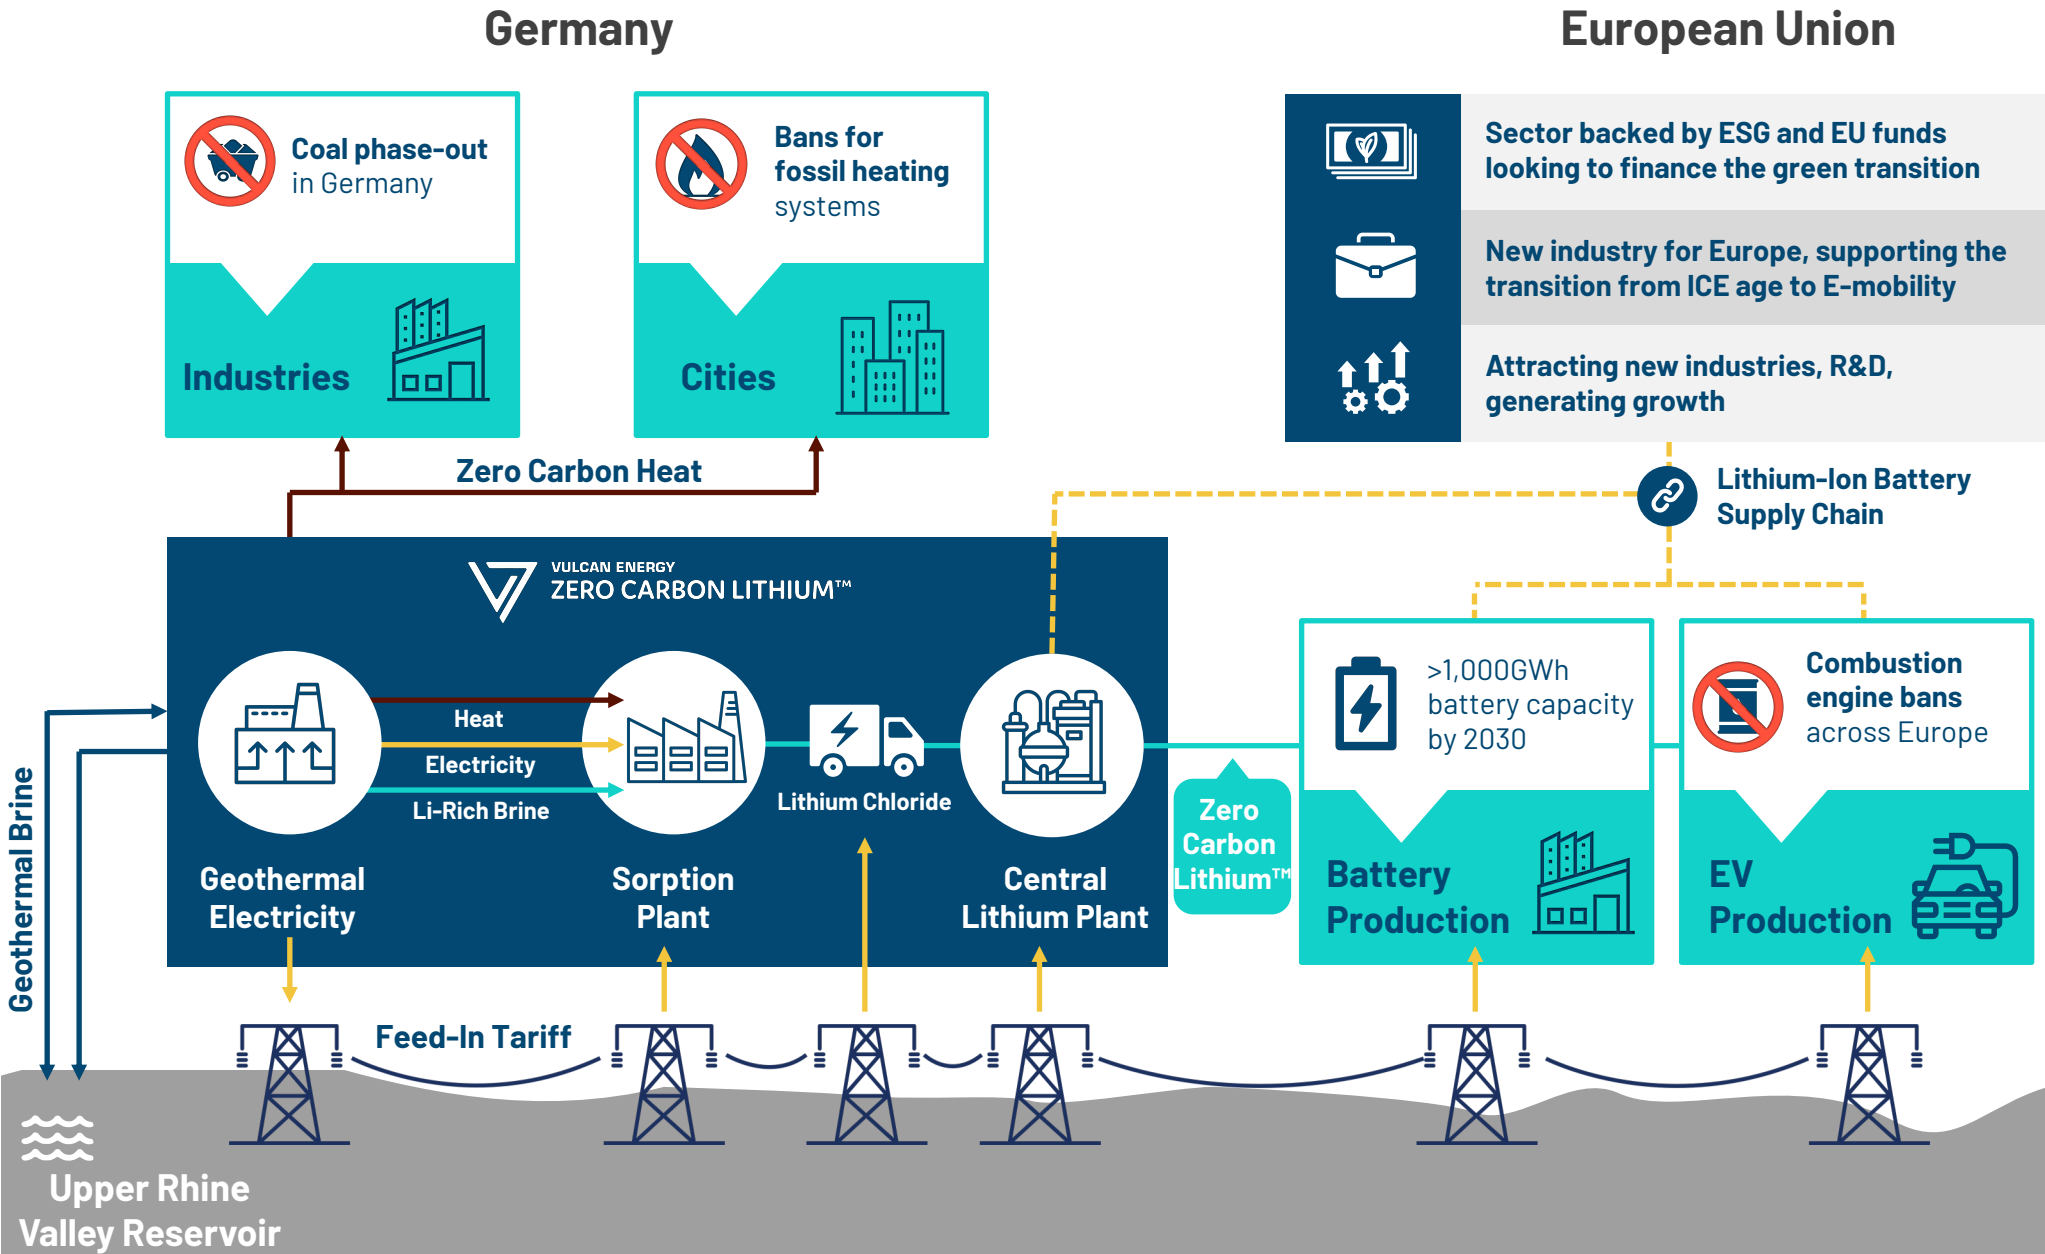 Germany
European Union
Coal phase-out
in Germany
Industries
Bans for
fossil heating
systems
Cities
Sector backed by ESG and EU funds
looking to finance the green transition
New industry for Europe, supporting the
transition from ICE age to E-mobility
Attracting new industries, R&D,
generating growth
Zero Carbon Heat
Lithium-Ion Battery
Supply Chain
VULCAN ENERGY
ZERO CARBON LITHIUM™
Heat
Electricity
Li-Rich Brine
Lithium Chloride
Geothermal
Electricity
Sorption
Plant
Central
Lithium Plant
Zero
Carbon
Lithium™
>1,000GWh
battery capacity
by 2030
Battery
Production
Combustion
engine bans
across Europe
EV
Production
Geothermal Brine
Feed-In Tariff
Upper Rhine
Valley Reservoir